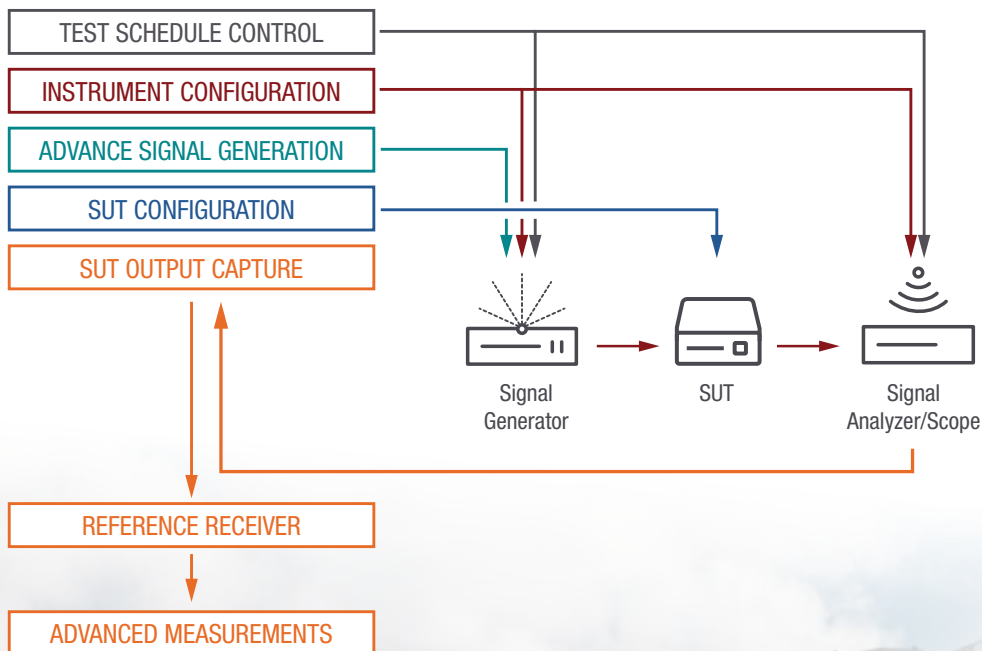 TEST SCHEDULE CONTROL
INSTRUMENT CONFIGURATION
ADVANCE SIGNAL GENERATION
SUT CONFIGURATION
SUT OUTPUT CAPTURE
Signal
Generator
SUT
Signal
Analyzer/Scope
REFERENCE RECEIVER
ADVANCED MEASUREMENTS